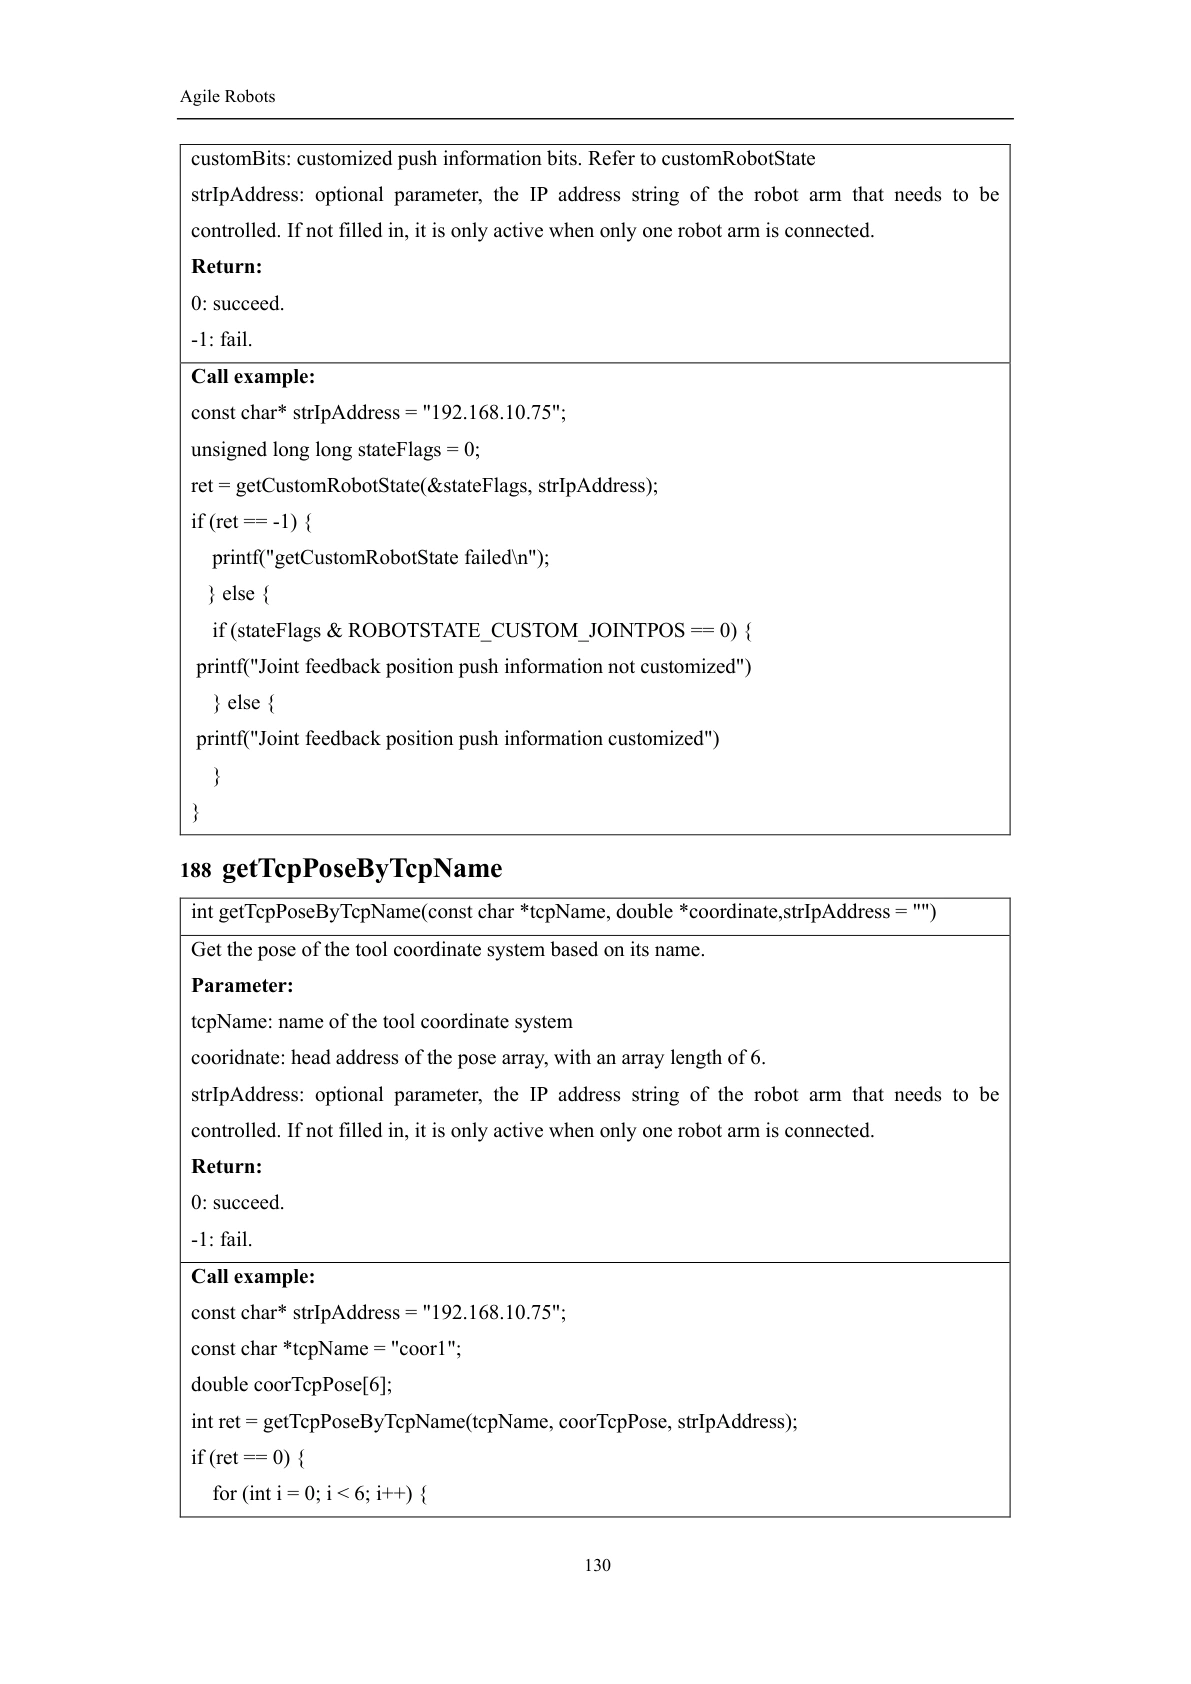 Agile Robots
customBits: customized push information bits. Refer to customRobotState
strIpAddress: optional parameter, the IP address string of the robot arm that needs to be
controlled. If not filled in, it is only active when only one robot arm is connected.
Return:
0: succeed.
-1: fail.
Call example:
const char* strIpAddress = "192.168.10.75";
unsigned long long stateFlags = 0;
ret = getCustomRobotState(&stateFlags, strIpAddress);
if (ret == -1) {
printf("getCustomRobotState failed\n");
} else {
if (stateFlags & ROBOTSTATE_CUSTOM_JOINTPOS == 0) {
printf("Joint feedback position push information not customized")
} else {
printf("Joint feedback position push information customized")
}
}
188 getTcpPoseByTcpName
int getTcpPoseByTcpName(const char *tcpName, double *coordinate,strIpAddress = "")
Get the pose of the tool coordinate system based on its name.
Parameter:
tcpName: name of the tool coordinate system
cooridnate: head address of the pose array, with an array length of 6.
strIpAddress: optional parameter, the IP address string of the robot arm that needs to be
controlled. If not filled in, it is only active when only one robot arm is connected.
Return:
0: succeed.
-1: fail.
Call example:
const char* strIpAddress = "192.168.10.75";
const char *tcpName = "coor1";
double coorTcpPose[6];
int ret = getTcpPoseByTcpName(tcpName, coorTcpPose, strIpAddress);
if (ret == 0) {
for (int i = 0; i < 6; i++) {
130